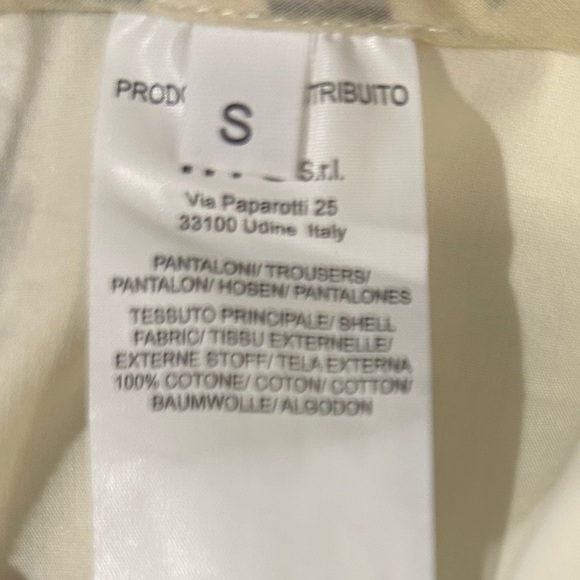 PROD TRIBUITO
S
S.r.l.
Via Paparotti 25
33100 Udine Italy
PANTALONI/ TROUSERS/
PANTALON/ HOSEN/ PANTALONES
TESSUTO PRINCIPALE/ SHELL
FABRIC/ TISSU EXTERNELLE/
EXTERNE STOFF/ TELA EXTERNA
100% COTONE/ COTON/ COTTON/
BAUMWOLLE/ ALGODON